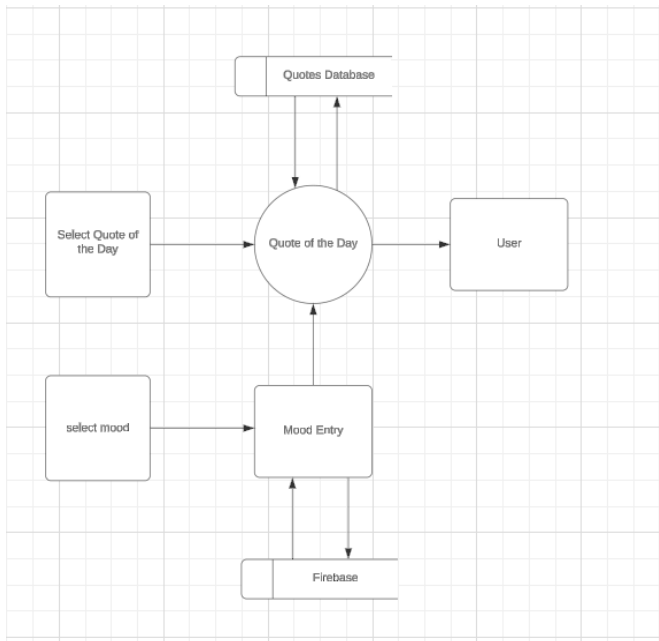 Quotes Database
Select Quote of
the Day
Quote of the Day
User
select mood
Mood Entry
Firebase